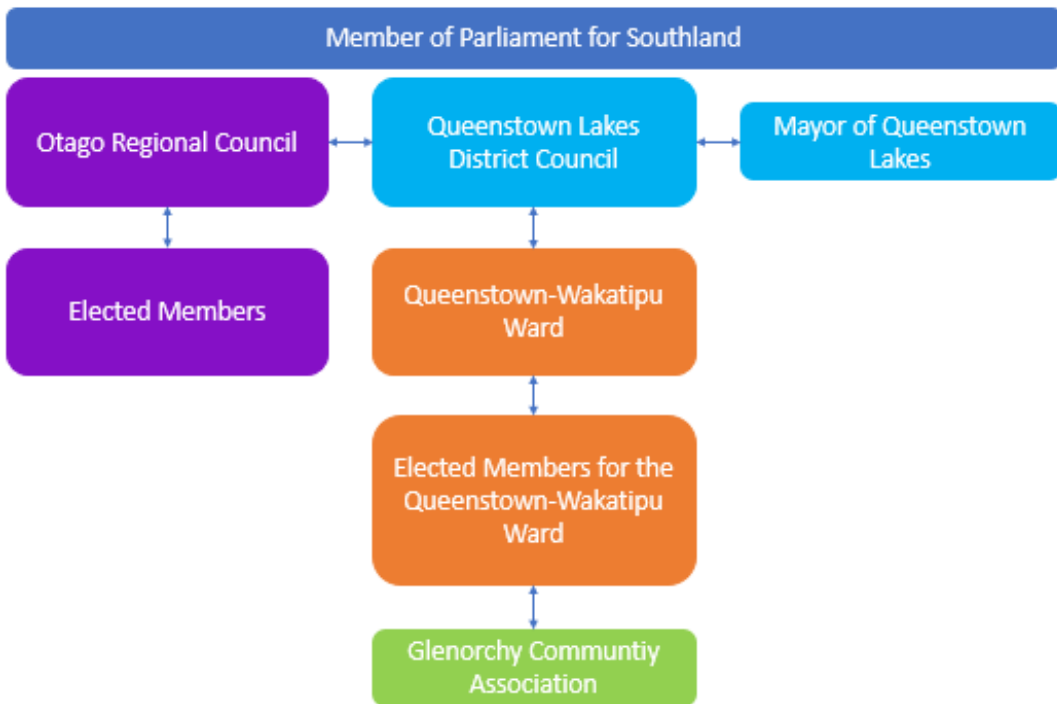 Member of Parliament for Southland
Otago Regional Council
Queenstown Lakes
District Council
Mayor of Queenstown
Lakes
Elected Members
Queenstown-Wakatipu
Ward
Elected Members for the
Queenstown-Wakatipu
Ward
Glenorchy Communtiy
Association